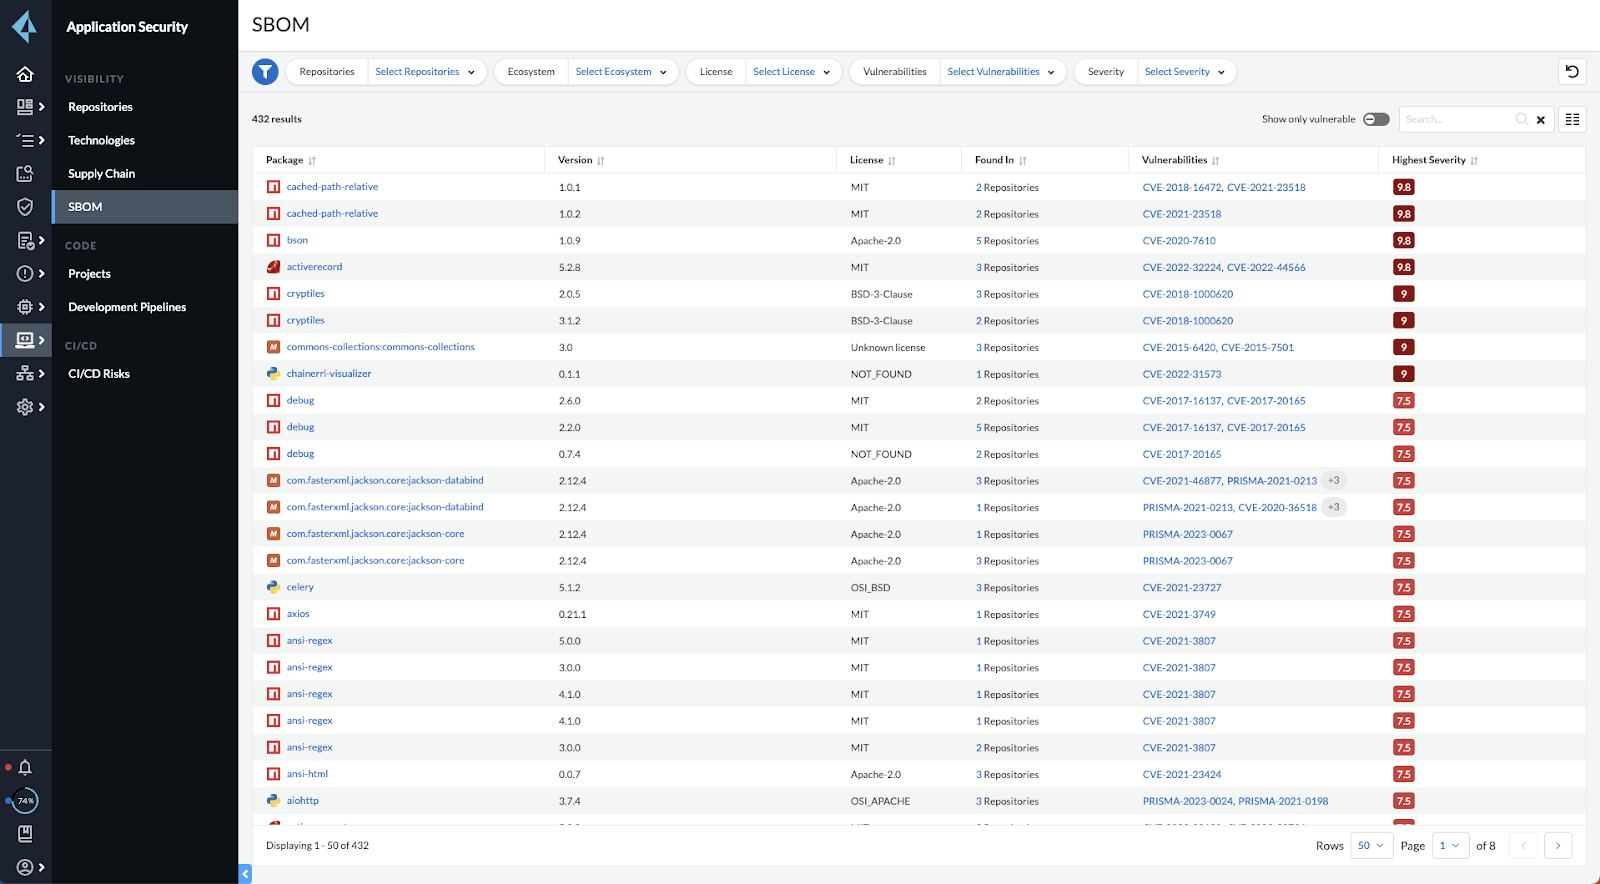 Application Security
VISIBILITY
Repositories
Technologies
Supply Chain
SBOM
CODE
Projects
Development Pipelines
CI/CD
CI/CD Risks
74%
SBOM
Repositories Select Repositories Ecosystem Select Ecosystem License Select License Vulnerabilities Select Vulnerabilities Severity Select Severity
432 results Show only vulnerable Search...
Package Version License Found In Vulnerabilities Highest Severity
cached-path-relative 1.0.1 MIT 2 Repositories CVE-2018-16472, CVE-2021-23518 9.8
cached-path-relative 1.0.2 MIT 2 Repositories CVE-2021-23518 9.8
bson 1.0.9 Apache-2.0 5 Repositories CVE-2020-7610 9.8
activerecord 5.2.8 MIT 3 Repositories CVE-2022-32224, CVE-2022-44566 9.8
cryptiles 2.0.5 BSD-3-Clause 3 Repositories CVE-2018-1000620 9
cryptiles 3.1.2 BSD-3-Clause 2 Repositories CVE-2018-1000620 9
commons-collections:commons-collections 3.0 Unknown license 3 Repositories CVE-2015-6420, CVE-2015-7501 9
chainerrl-visualizer 0.1.1 NOT_FOUND 1 Repositories CVE-2022-31573 9
debug 2.6.0 MIT 2 Repositories CVE-2017-16137, CVE-2017-20165 7.5
debug 2.2.0 MIT 5 Repositories CVE-2017-16137, CVE-2017-20165 7.5
debug 0.7.4 NOT_FOUND 2 Repositories CVE-2017-20165 7.5
com.fasterxml.jackson.core:jackson-databind 2.12.4 Apache-2.0 3 Repositories CVE-2021-46877, PRISMA-2021-0213 +3 7.5
com.fasterxml.jackson.core:jackson-databind 2.12.4 Apache-2.0 1 Repositories PRISMA-2021-0213, CVE-2020-36518 +3 7.5
com.fasterxml.jackson.core:jackson-core 2.12.4 Apache-2.0 1 Repositories PRISMA-2023-0067 7.5
com.fasterxml.jackson.core:jackson-core 2.12.4 Apache-2.0 3 Repositories PRISMA-2023-0067 7.5
celery 5.1.2 OSI_BSD 3 Repositories CVE-2021-23727 7.5
axios 0.21.1 MIT 1 Repositories CVE-2021-3749 7.5
ansi-regex 5.0.0 MIT 1 Repositories CVE-2021-3807 7.5
ansi-regex 3.0.0 MIT 1 Repositories CVE-2021-3807 7.5
ansi-regex 4.1.0 MIT 1 Repositories CVE-2021-3807 7.5
ansi-regex 4.1.0 MIT 1 Repositories CVE-2021-3807 7.5
ansi-regex 3.0.0 MIT 2 Repositories CVE-2021-3807 7.5
ansi-html 0.0.7 Apache-2.0 3 Repositories CVE-2021-23424 7.5
aiohttp 3.7.4 OSI_APACHE 3 Repositories PRISMA-2023-0024, PRISMA-2021-0198 7.5
Displaying 1 - 50 of 432 Rows 50 Page 1 of 8